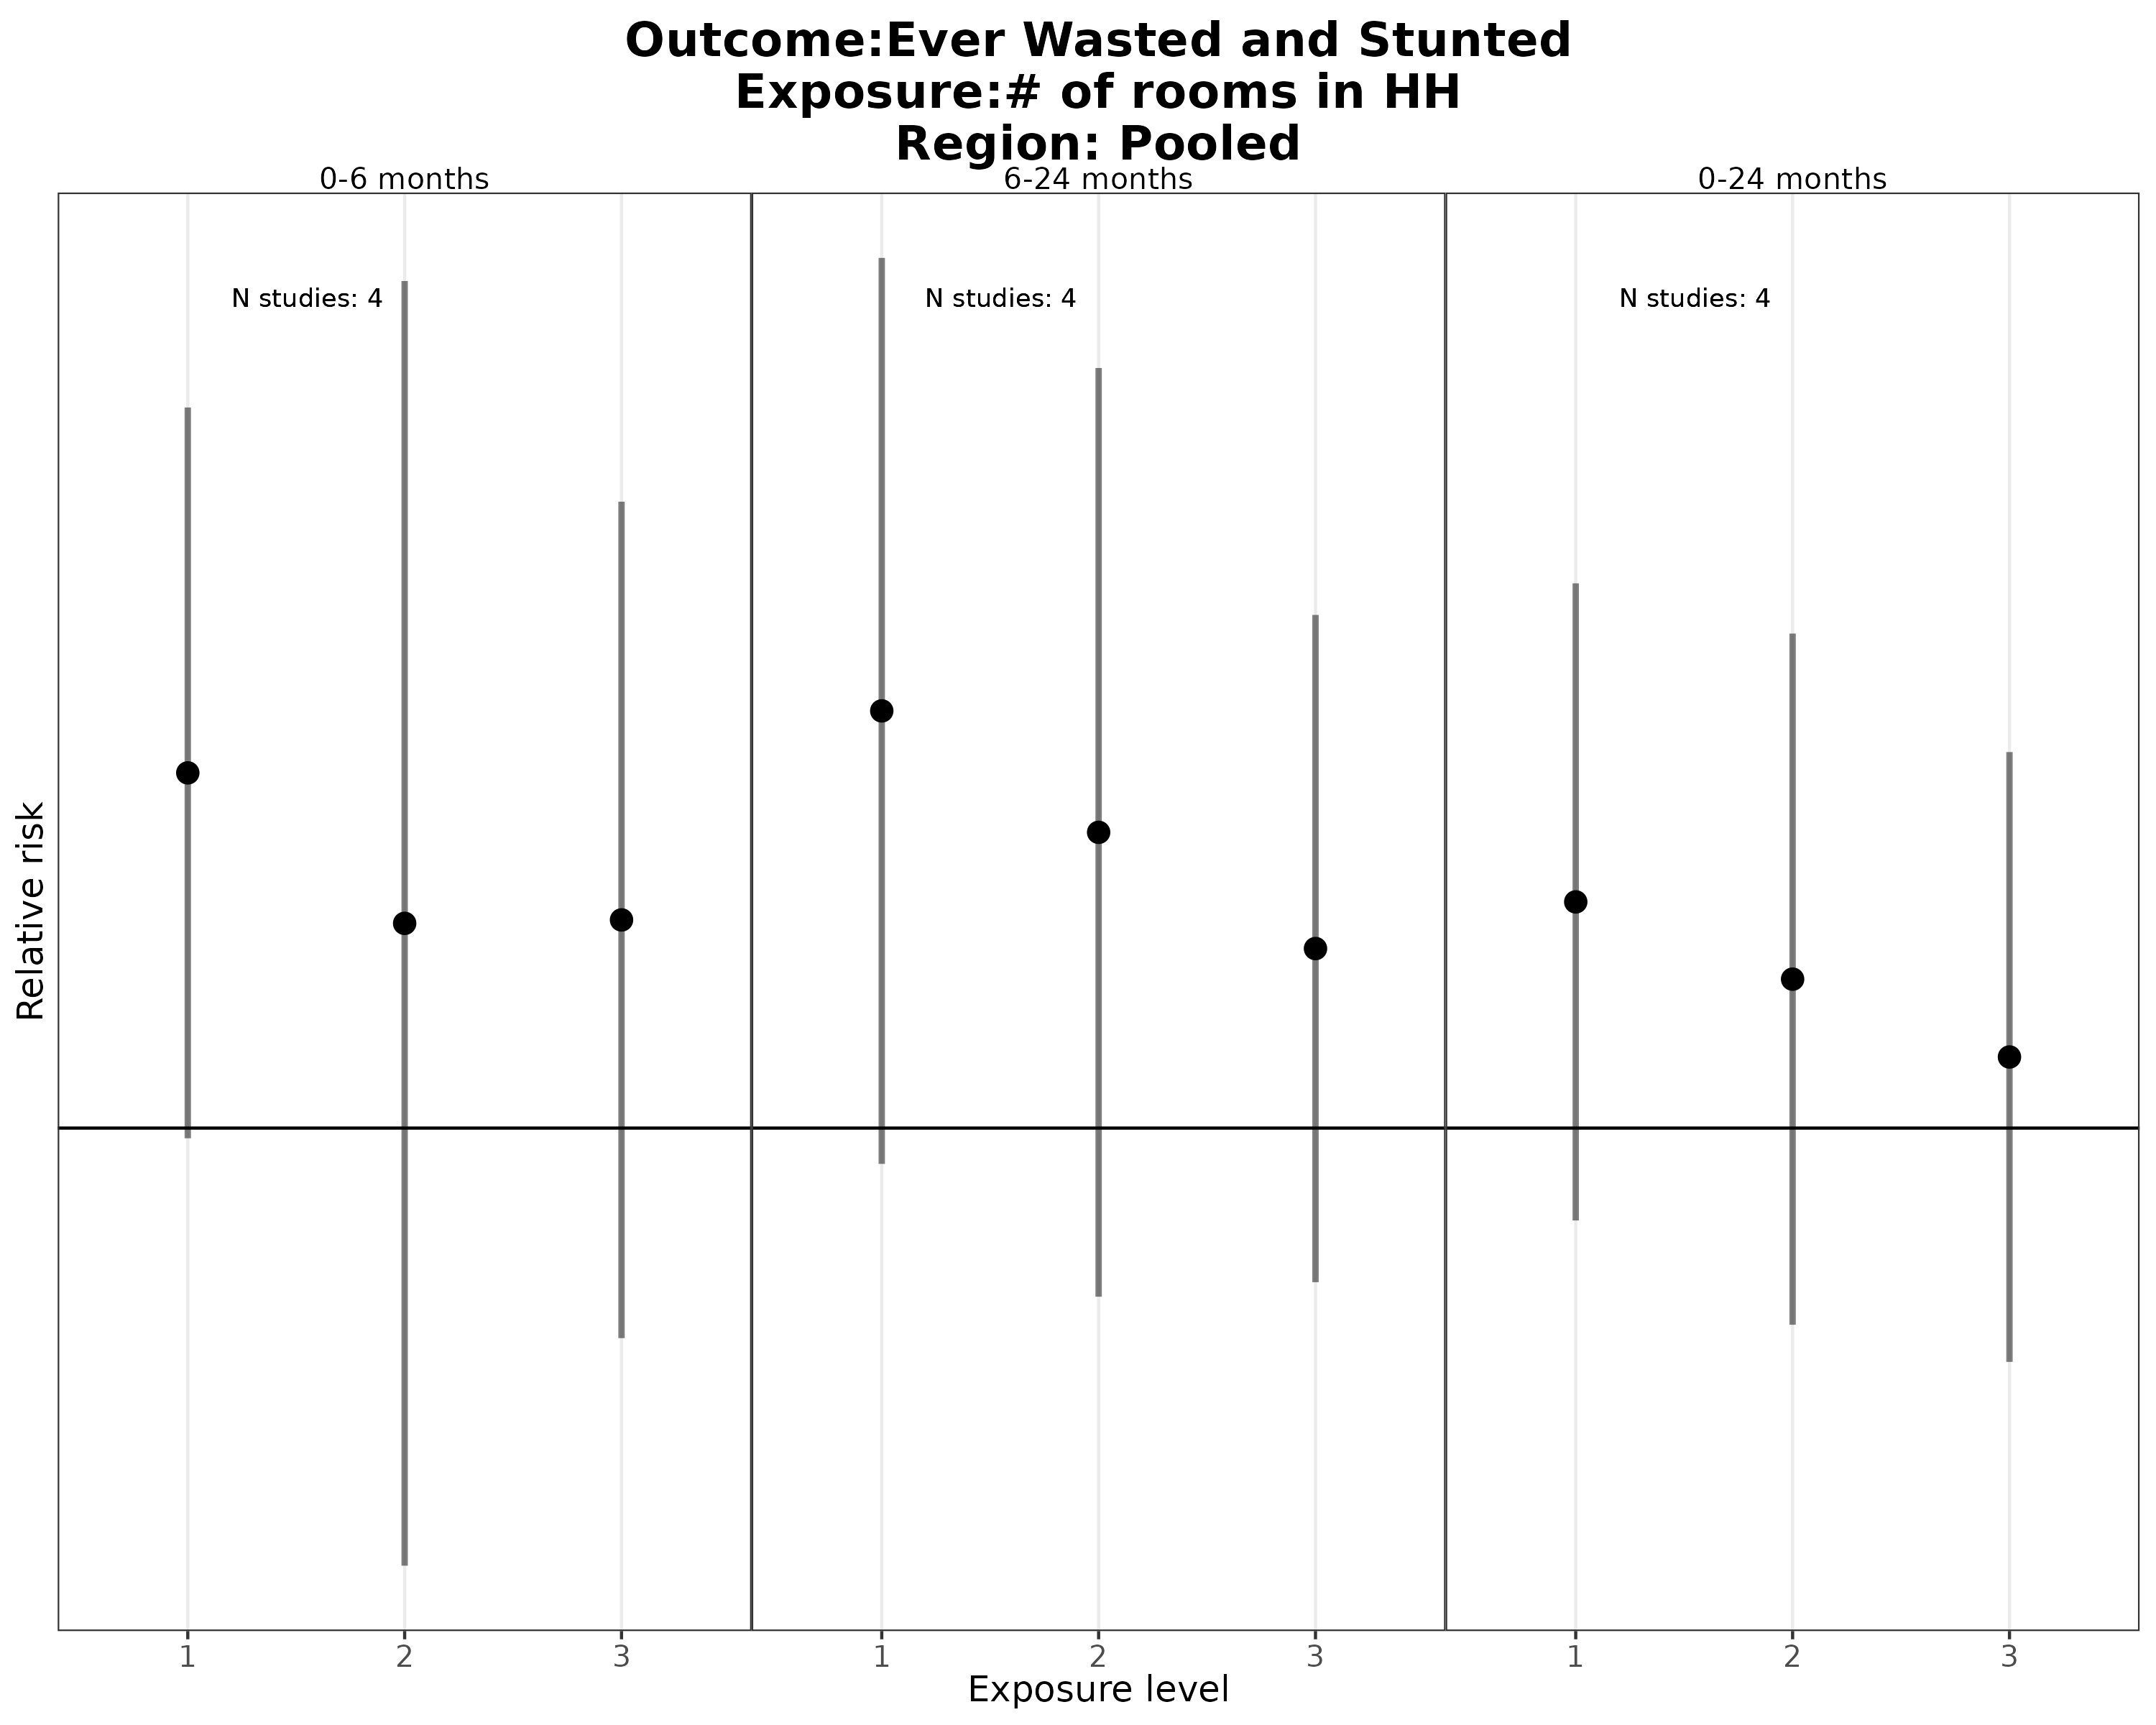 Outcome:Ever Wasted and Stunted
Exposure:# of rooms in HH
Region: Pooled
0-6 months
6-24 months
0-24 months
N studies: 4
N studies: 4
N studies: 4
Relative risk
1
2
3
1
2
3
1
2
3
Exposure level